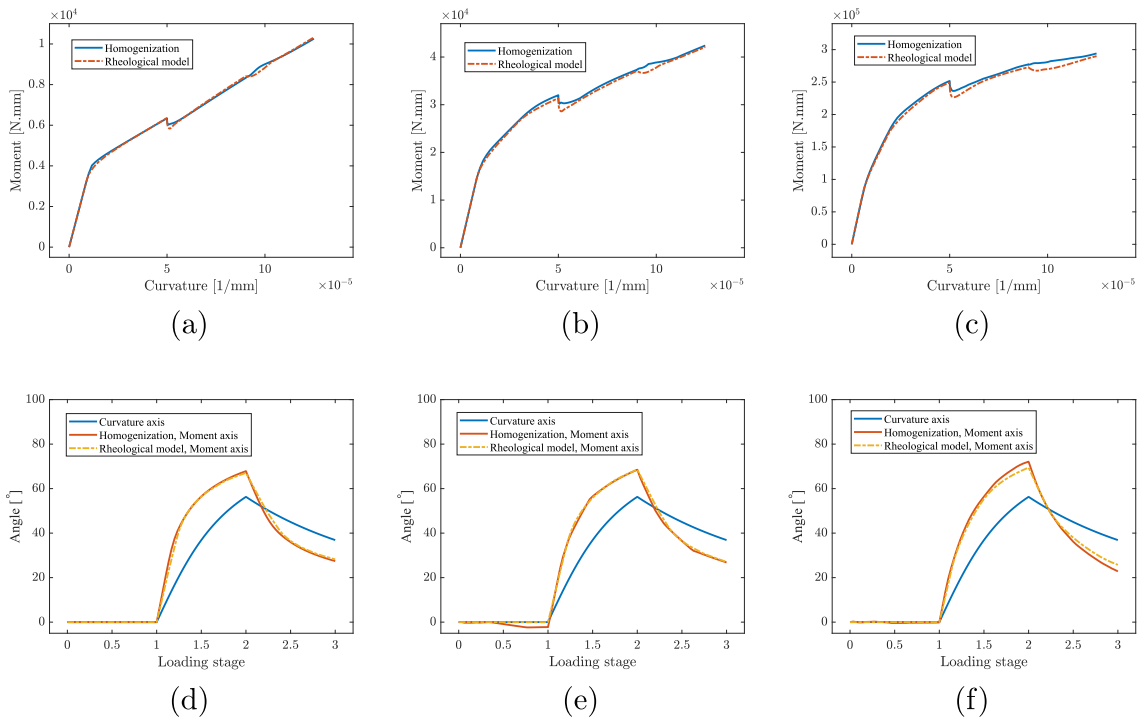 ×10⁴
1
0.8
0.6
0.4
0.2
0
Moment [N.mm]
Homogenization
Rheological model
0 5 10
Curvature [1/mm]
×10⁻⁵
(a)
×10⁴
4
3
2
1
0
Moment [N.mm]
Homogenization
Rheological model
0 5 10
Curvature [1/mm]
×10⁻⁵
(b)
×10⁵
3
2.5
2
1.5
1
0.5
0
Moment [N.mm]
Homogenization
Rheological model
0 5 10
Curvature [1/mm]
×10⁻⁵
(c)
100
80
60
40
20
0
Angle [°]
Curvature axis
Homogenization, Moment axis
Rheological model, Moment axis
0 0.5 1 1.5 2 2.5 3
Loading stage
(d)
100
80
60
40
20
0
Angle [°]
Curvature axis
Homogenization, Moment axis
Rheological model, Moment axis
0 0.5 1 1.5 2 2.5 3
Loading stage
(e)
100
80
60
40
20
0
Angle [°]
Curvature axis
Homogenization, Moment axis
Rheological model, Moment axis
0 0.5 1 1.5 2 2.5 3
Loading stage
(f)